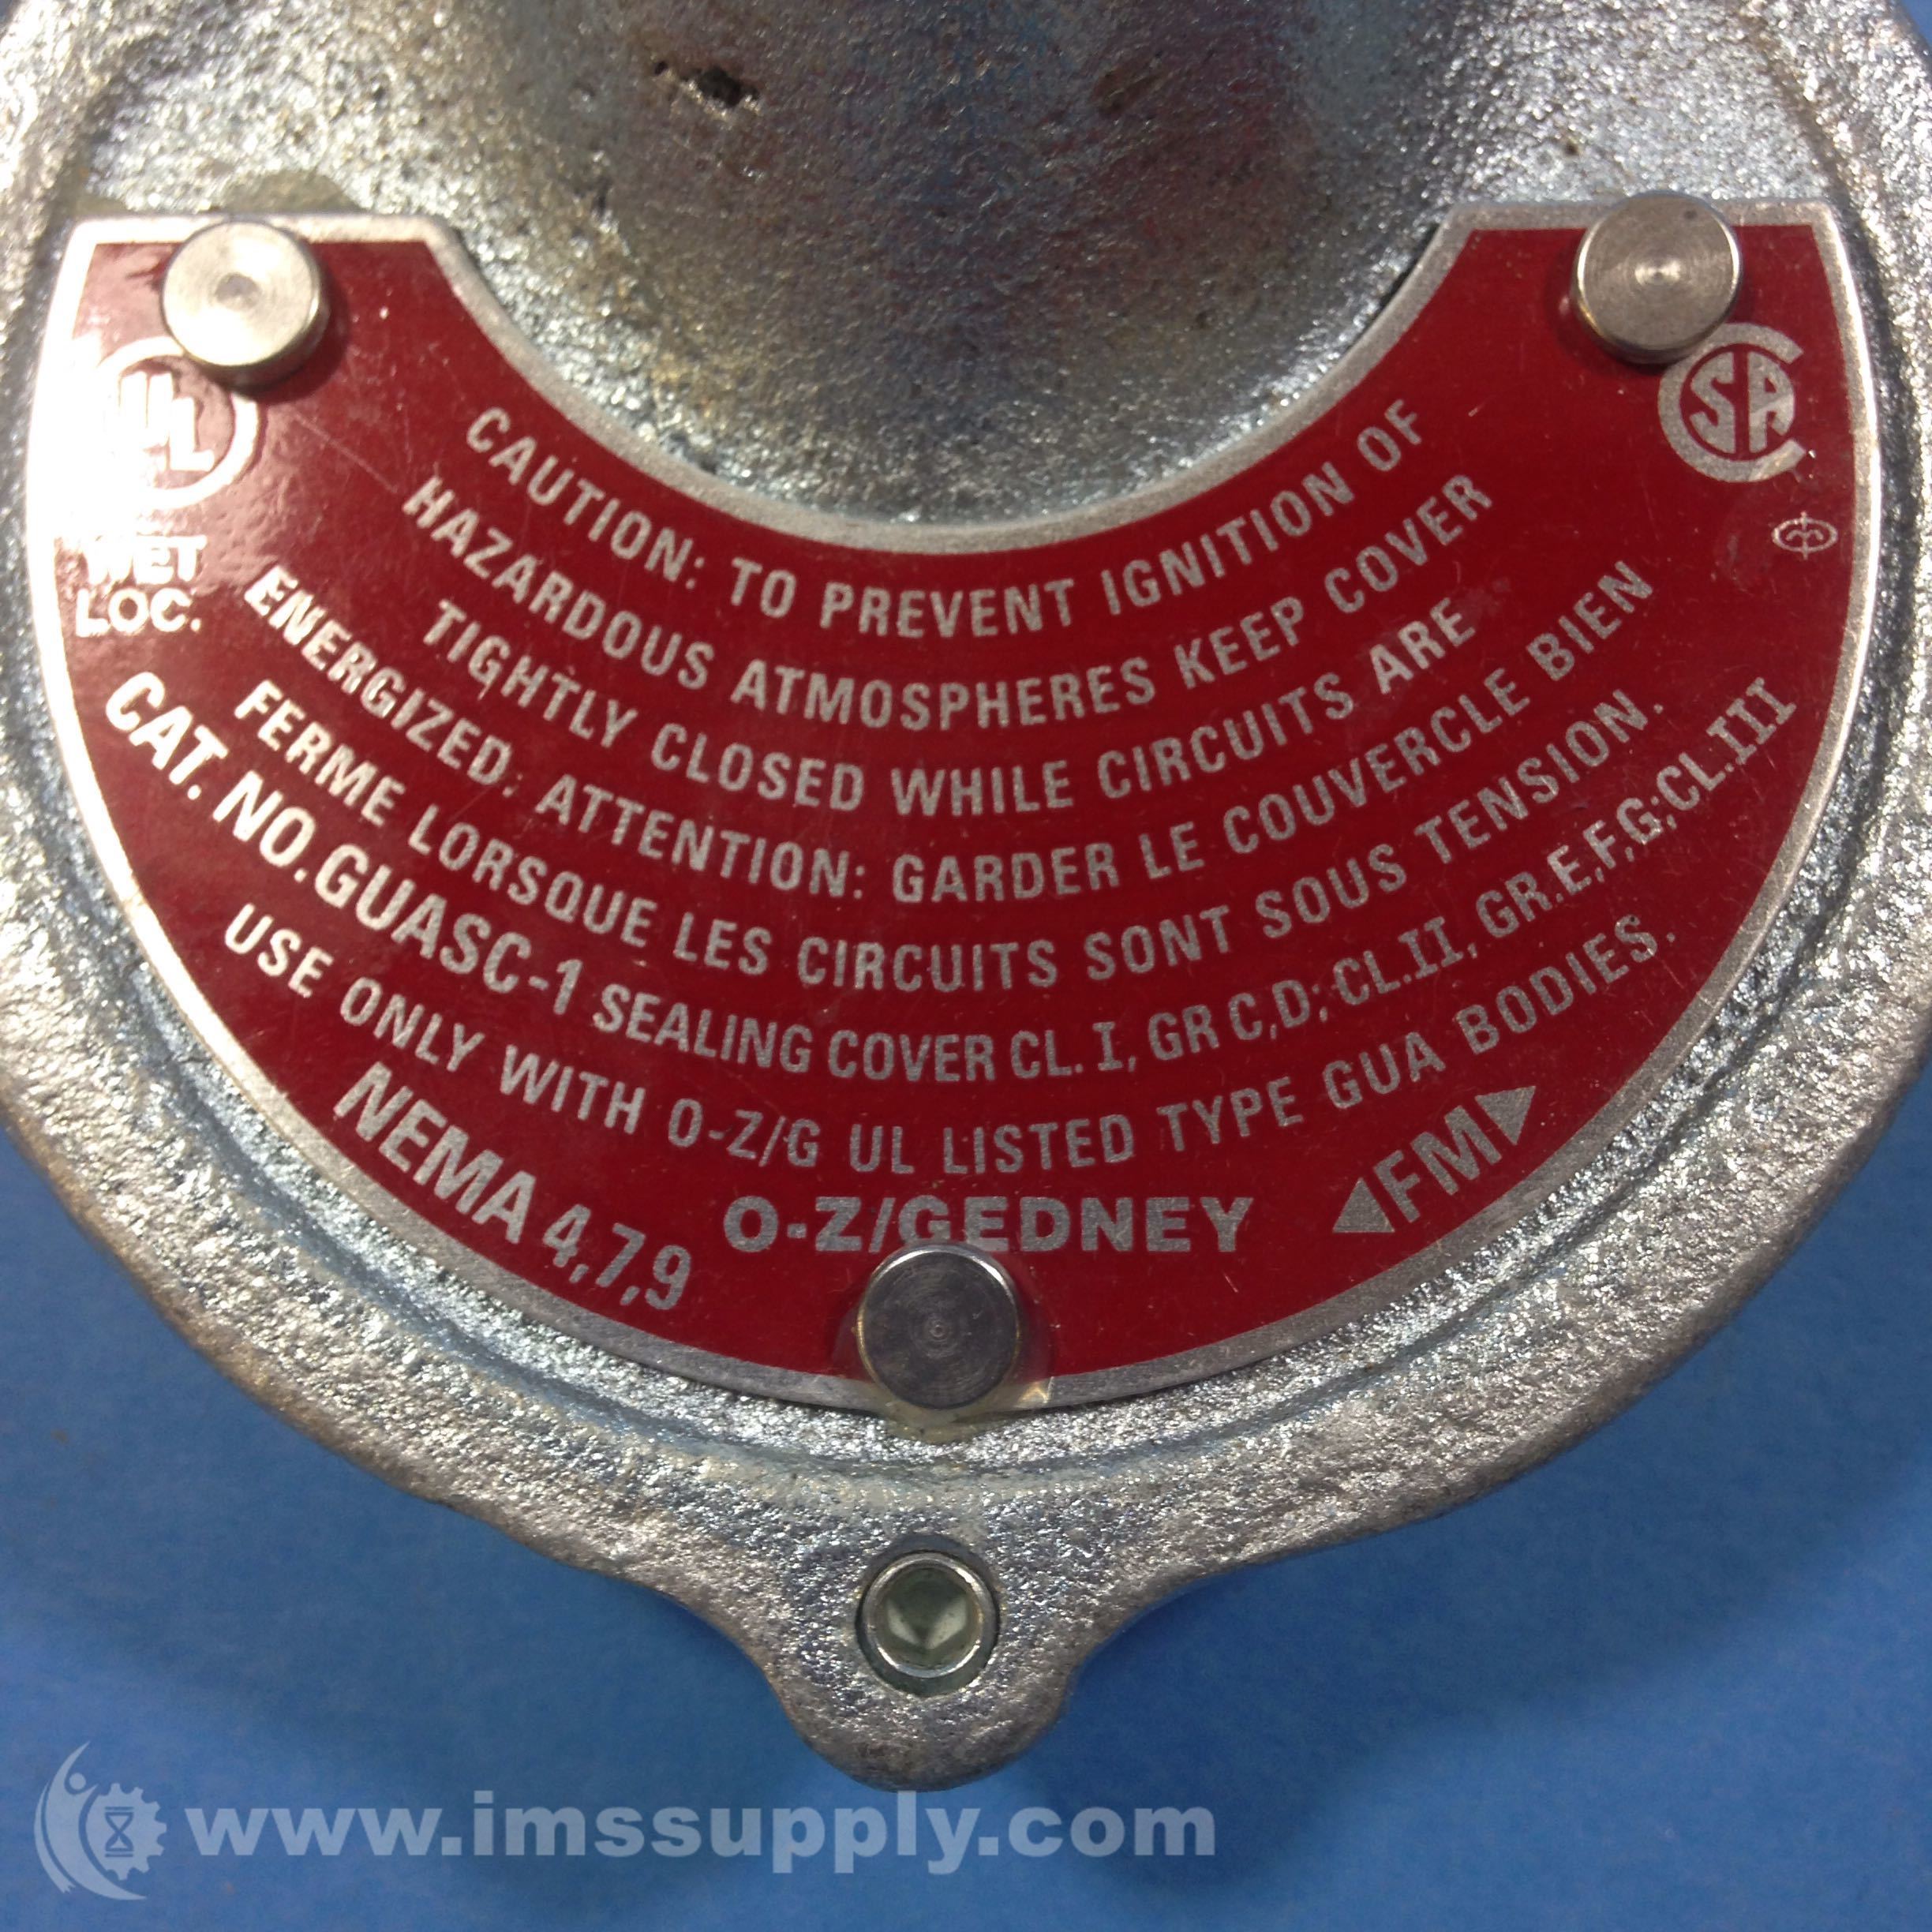 UL
WET
LOC.
CSA
CAUTION: TO PREVENT IGNITION OF
HAZARDOUS ATMOSPHERES KEEP COVER
TIGHTLY CLOSED WHILE CIRCUITS ARE
ENERGIZED. ATTENTION: GARDER LE COUVERCLE BIEN
FERME LORSQUE LES CIRCUITS SONT SOUS TENSION.
CAT. NO. GUASC-1 SEALING COVER CL. I, GR C,D; CL.II, GR.E,F,G;CL.III
USE ONLY WITH O-Z/G UL LISTED TYPE GUA BODIES.
NEMA 4,7,9
O-Z/GEDNEY
FM
www.imssupply.com